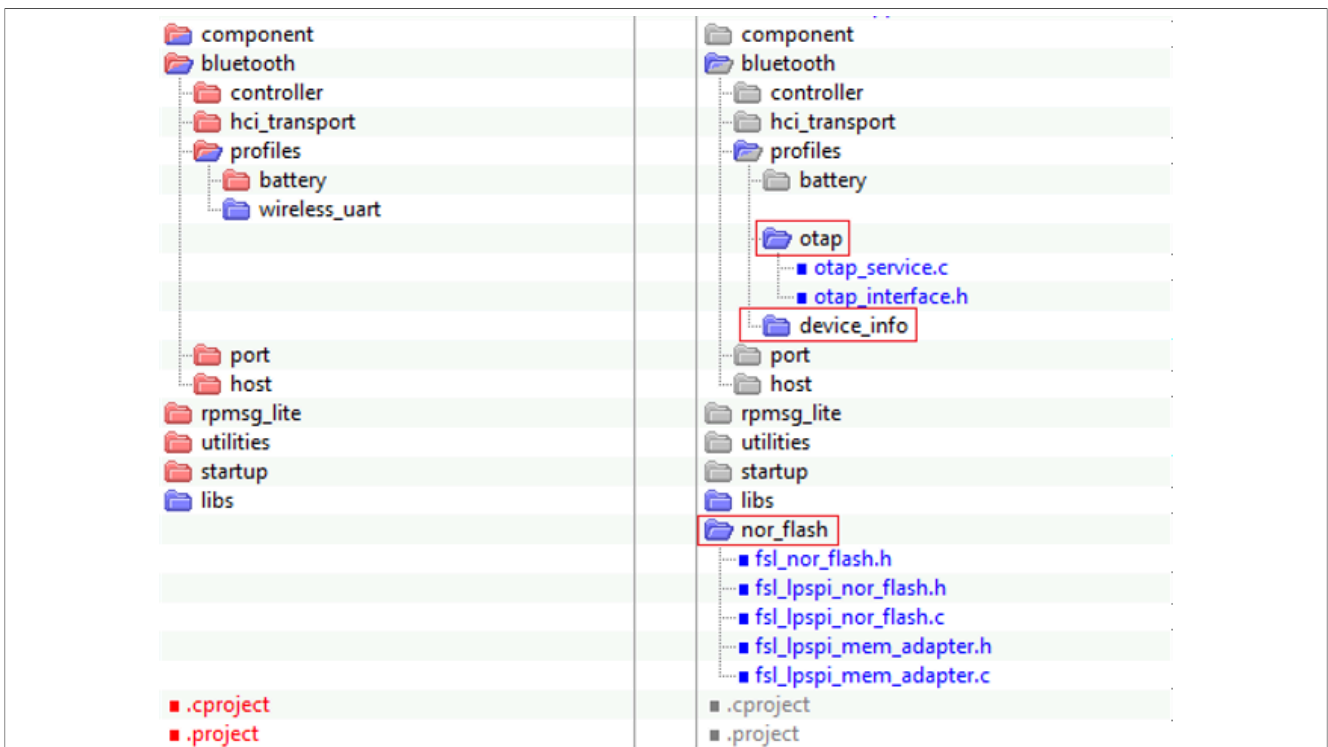 component
bluetooth
controller
hci_transport
profiles
battery
wireless_uart
port
host
rpmsg_lite
utilities
startup
libs
.cproject
.project
component
bluetooth
controller
hci_transport
profiles
battery
otap
otap_service.c
otap_interface.h
device_info
port
host
rpmsg_lite
utilities
startup
libs
nor_flash
fsl_nor_flash.h
fsl_lpspi_nor_flash.h
fsl_lpspi_nor_flash.c
fsl_lpspi_mem_adapter.h
fsl_lpspi_mem_adapter.c
.cproject
.project